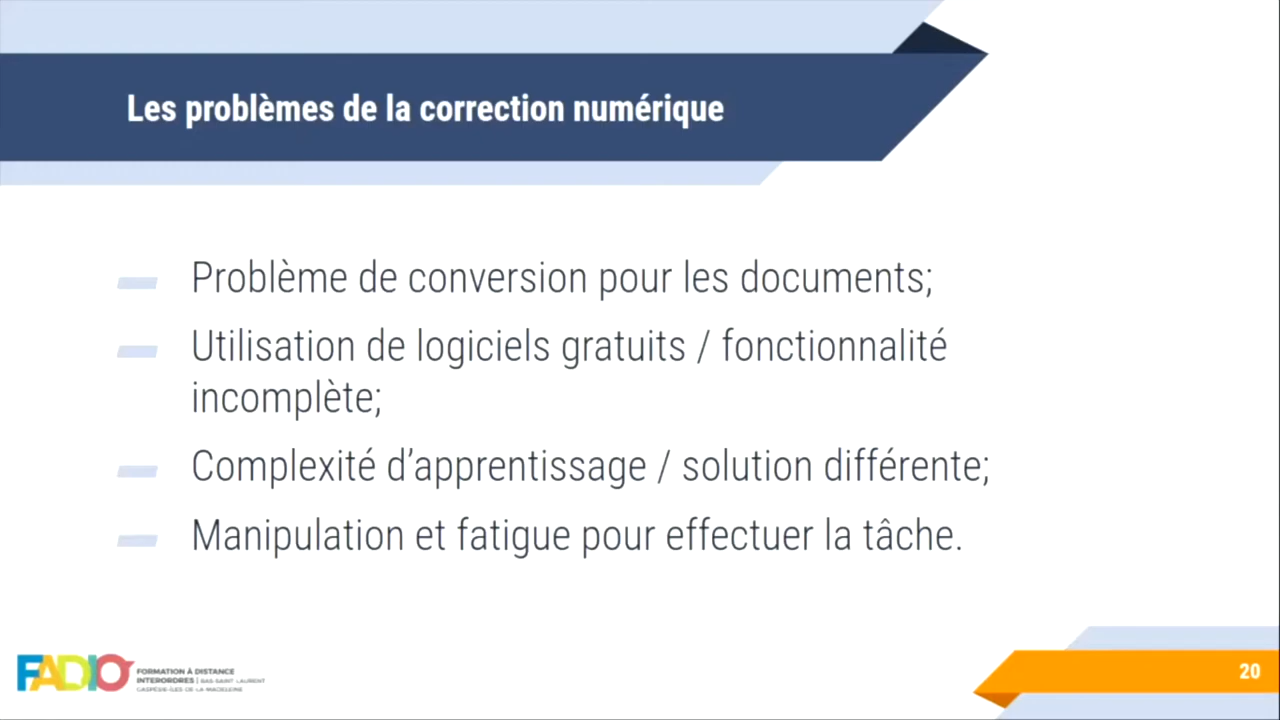 Les problèmes de la correction numérique
Problème de conversion pour les documents;
Utilisation de logiciels gratuits / fonctionnalité
incomplète;
Complexité d’apprentissage / solution différente;
Manipulation et fatigue pour effectuer la tâche.
FADIO
FORMATION À DISTANCE
INTERORDRES | BAS-SAINT-LAURENT
GASPÉSIE-ÎLES-DE-LA-MADELEINE
20